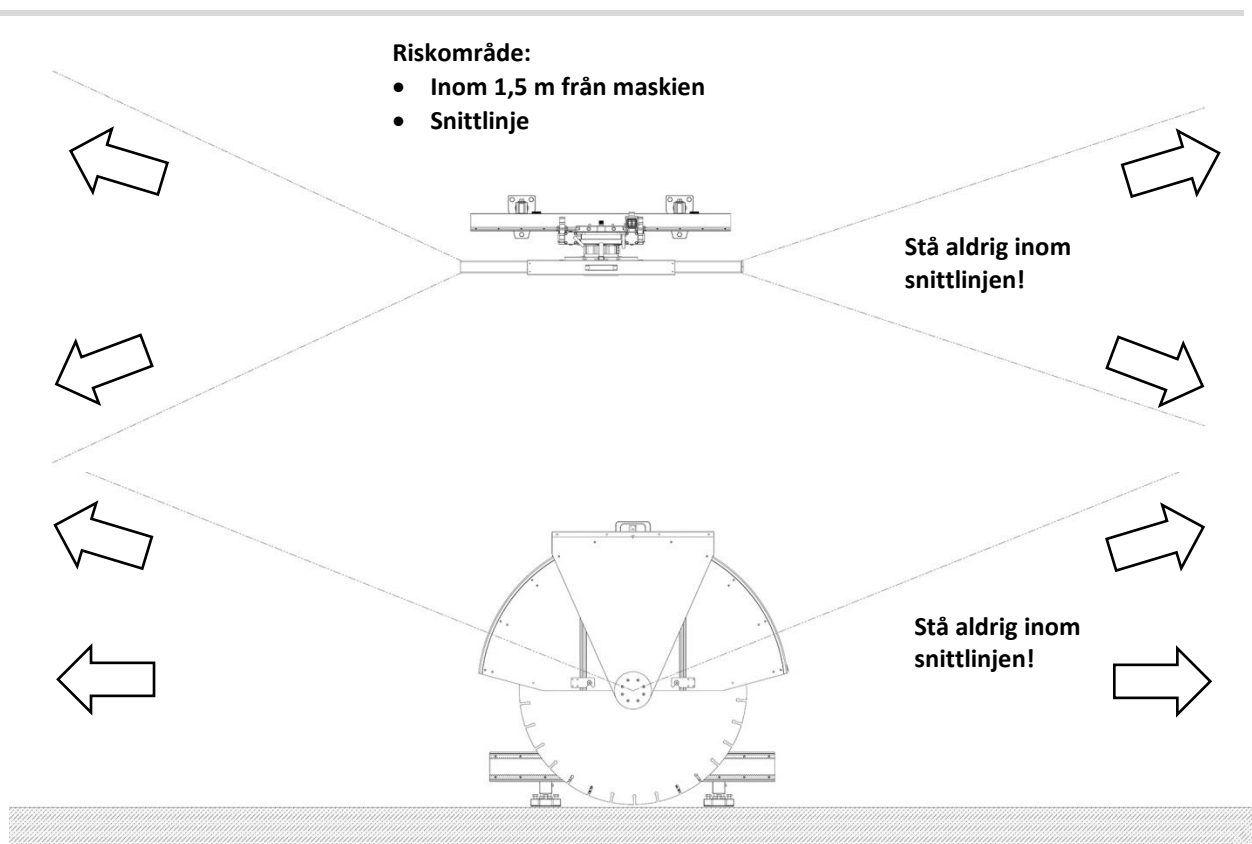 Riskområde:
• Inom 1,5 m från maskien
• Snittlinje
Stå aldrig inom
snittlinjen!
Stå aldrig inom
snittlinjen!